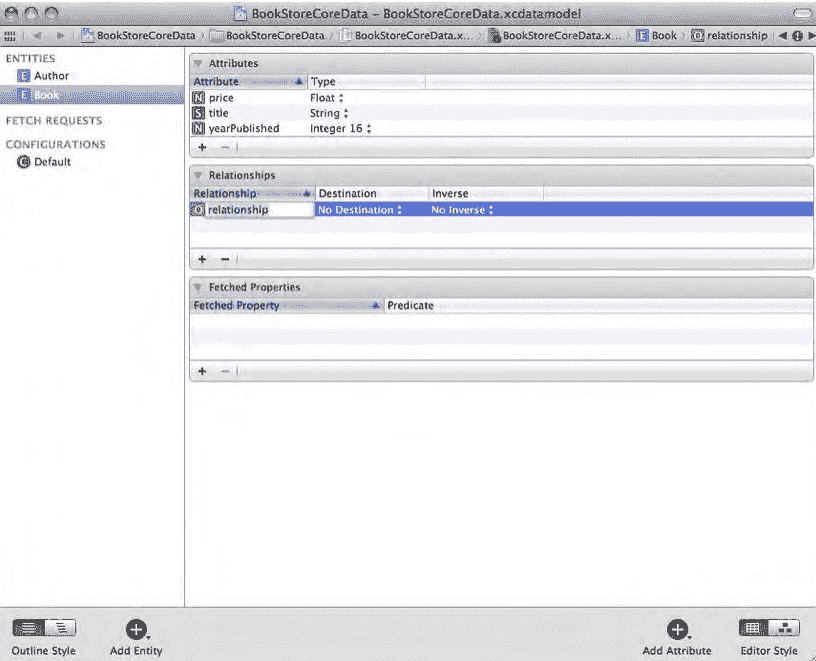 BookStoreCoreData – BookStoreCoreData.xcdatamodel
BookStoreCoreData BookStoreCoreData BookStoreCoreData.x... BookStoreCoreData.x... Book relationship
ENTITIES
E Author
E Book
FETCH REQUESTS
CONFIGURATIONS
C Default
Attributes
Attribute Type
N price Float
S title String
N yearPublished Integer 16
+ –
Relationships
Relationship Destination Inverse
O relationship No Destination No Inverse
+ –
Fetched Properties
Fetched Property Predicate
+ –
Outline Style Add Entity Add Attribute Editor Style